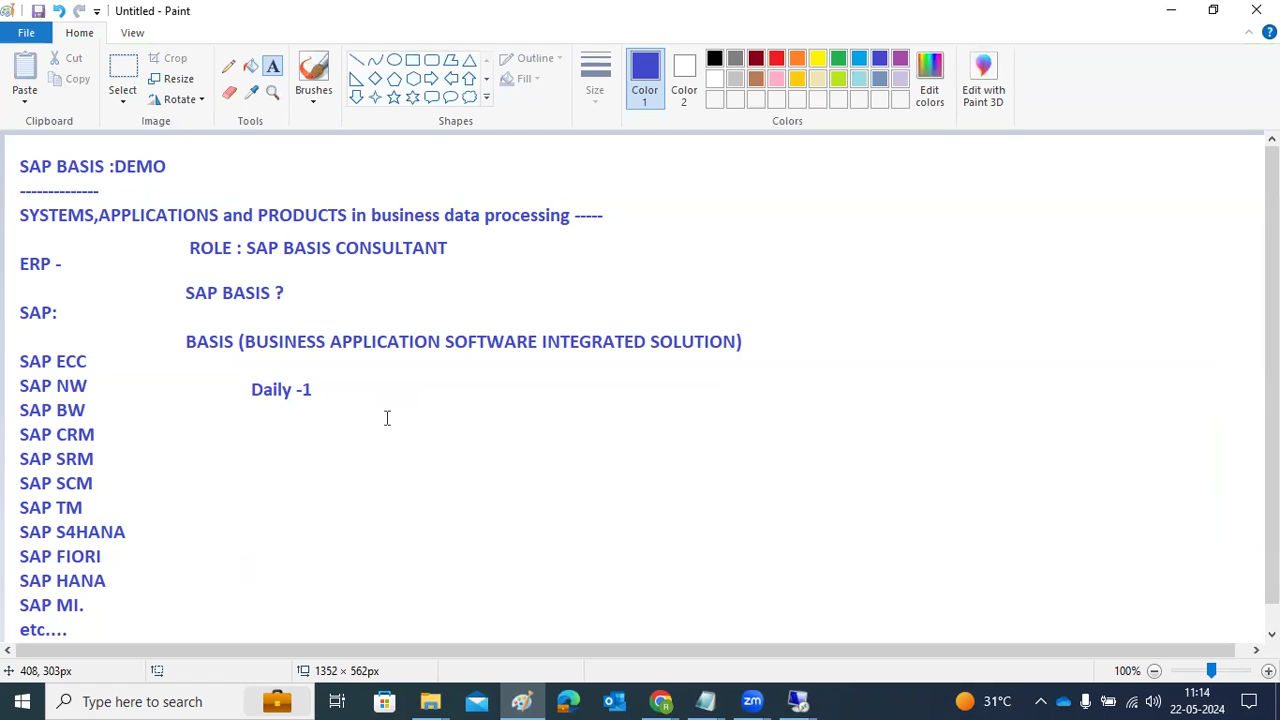 Untitled - Paint
File
Home
View
Paste
Cut
Copy
Clipboard
Select
Crop
Resize
Rotate
Image
A
Tools
Brushes
Outline
Fill
Shapes
Size
Color 1
Color 2
Edit colors
Colors
Edit with Paint 3D
SAP BASIS :DEMO
--------------
SYSTEMS,APPLICATIONS and PRODUCTS in business data processing -----
ROLE : SAP BASIS CONSULTANT
ERP -
SAP BASIS ?
SAP:
BASIS (BUSINESS APPLICATION SOFTWARE INTEGRATED SOLUTION)
SAP ECC
SAP NW
Daily -1
SAP BW
SAP CRM
SAP SRM
SAP SCM
SAP TM
SAP S4HANA
SAP FIORI
SAP HANA
SAP MI.
etc....
408, 303px
1352 × 562px
100%
Type here to search
zm
31°C
11:14
22-05-2024